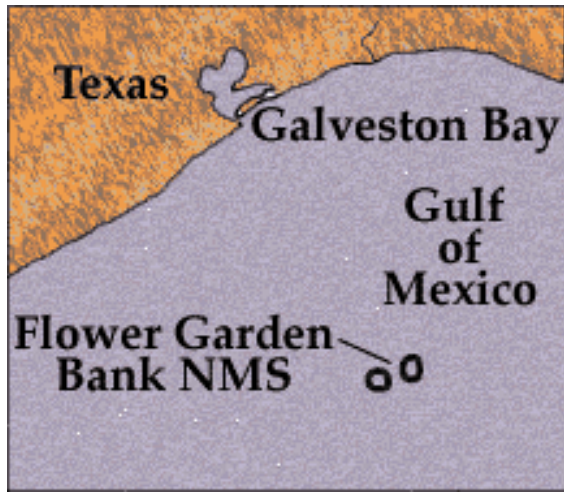 Texas
Galveston Bay
Gulf
of
Mexico
Flower Garden
Bank NMS